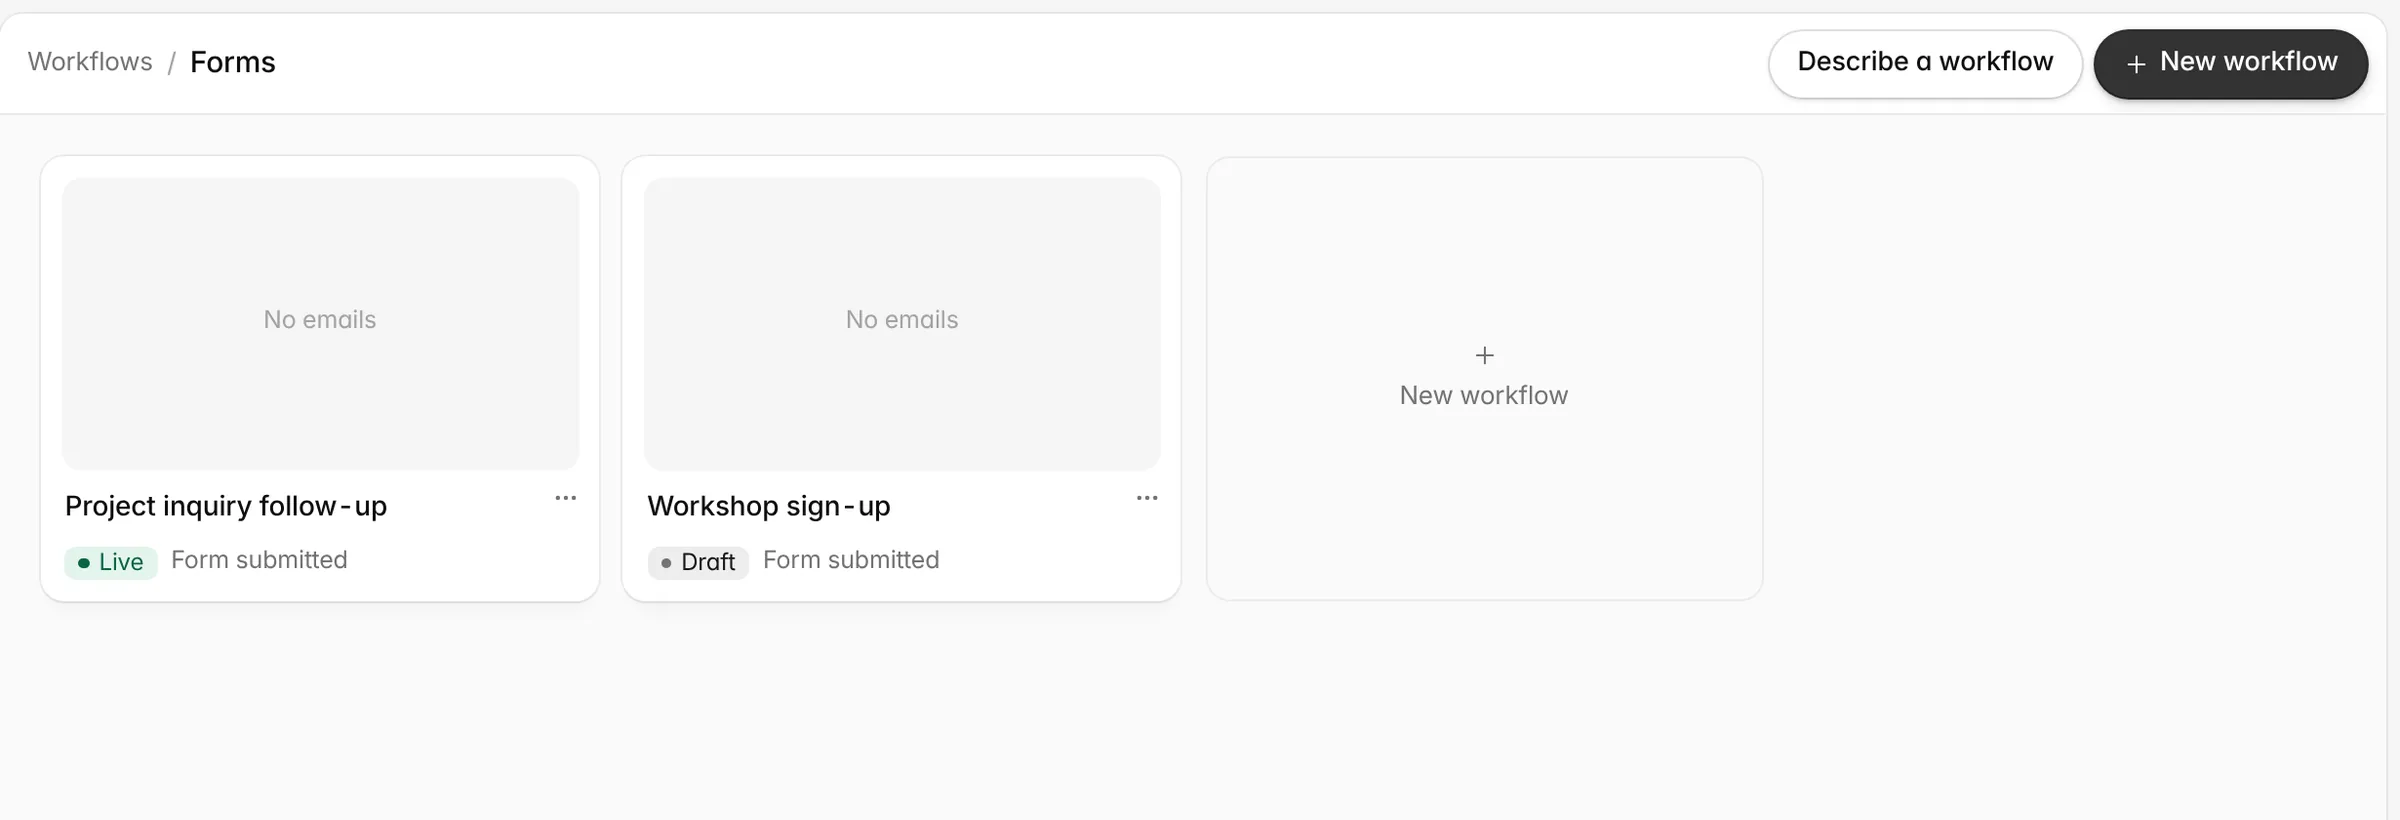 Workflows / Forms
Describe a workflow
+ New workflow
No emails
Project inquiry follow-up
Live
Form submitted
No emails
Workshop sign-up
Draft
Form submitted
+
New workflow